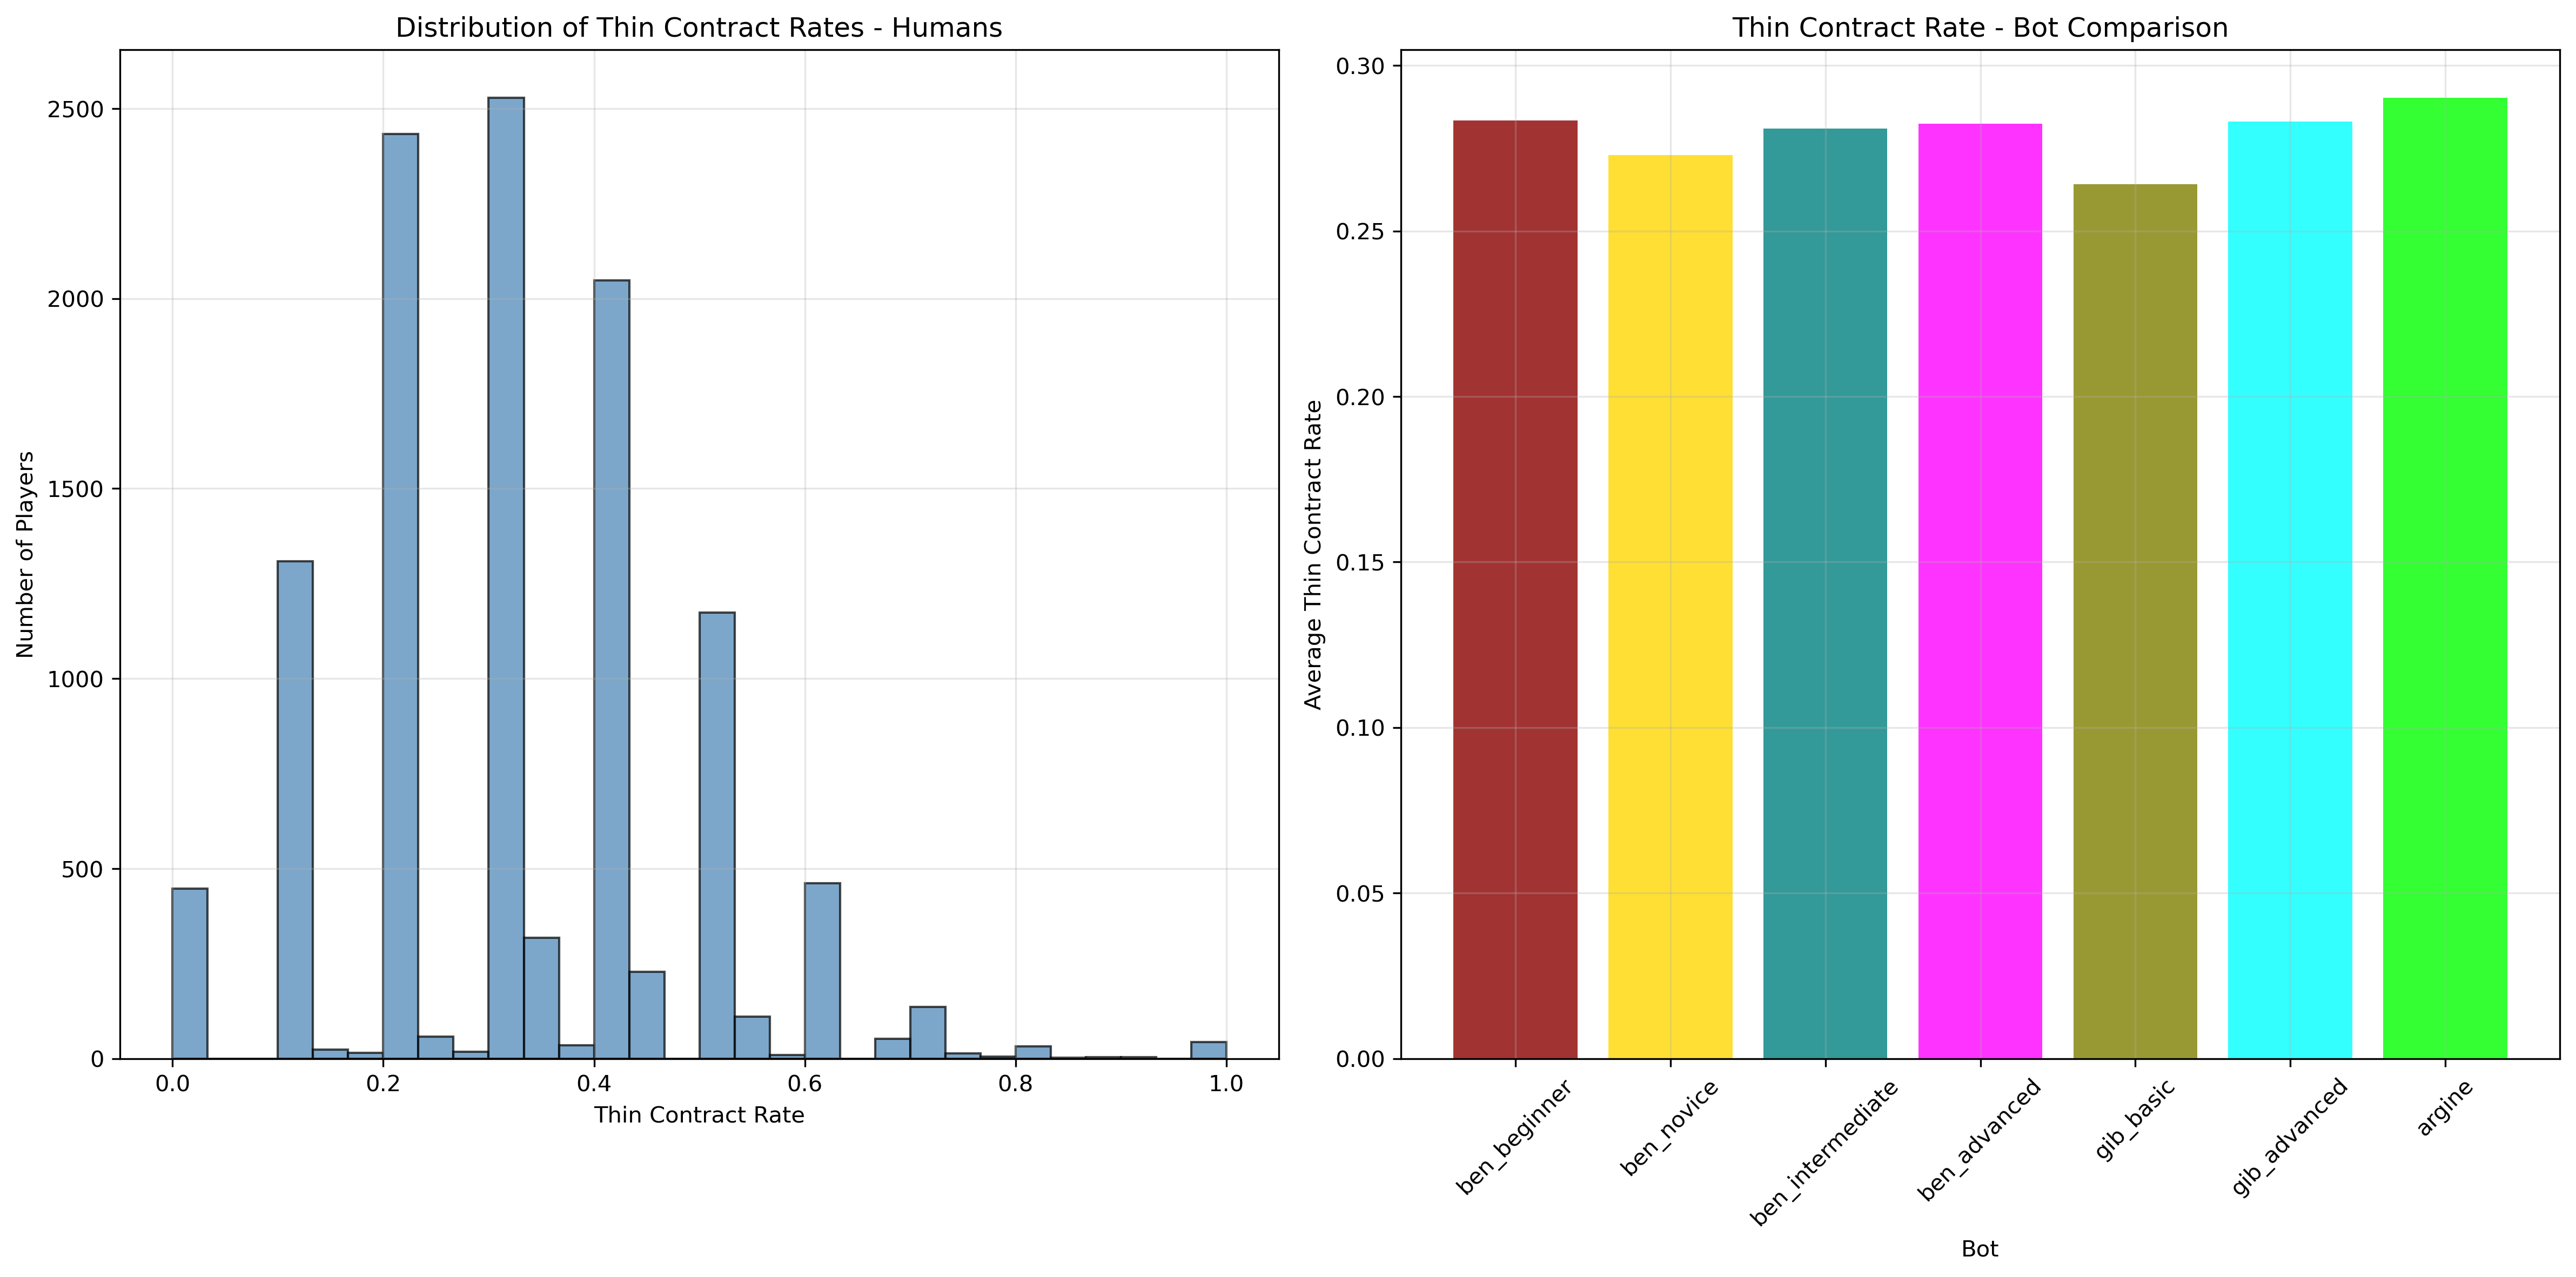 Distribution of Thin Contract Rates - Humans
Number of Players
2500
2000
1500
1000
500
0
0.0 0.2 0.4 0.6 0.8 1.0
Thin Contract Rate
Thin Contract Rate - Bot Comparison
Average Thin Contract Rate
0.30
0.25
0.20
0.15
0.10
0.05
0.00
ben_beginner
ben_novice
ben_intermediate
ben_advanced
gib_basic
gib_advanced
argine
Bot